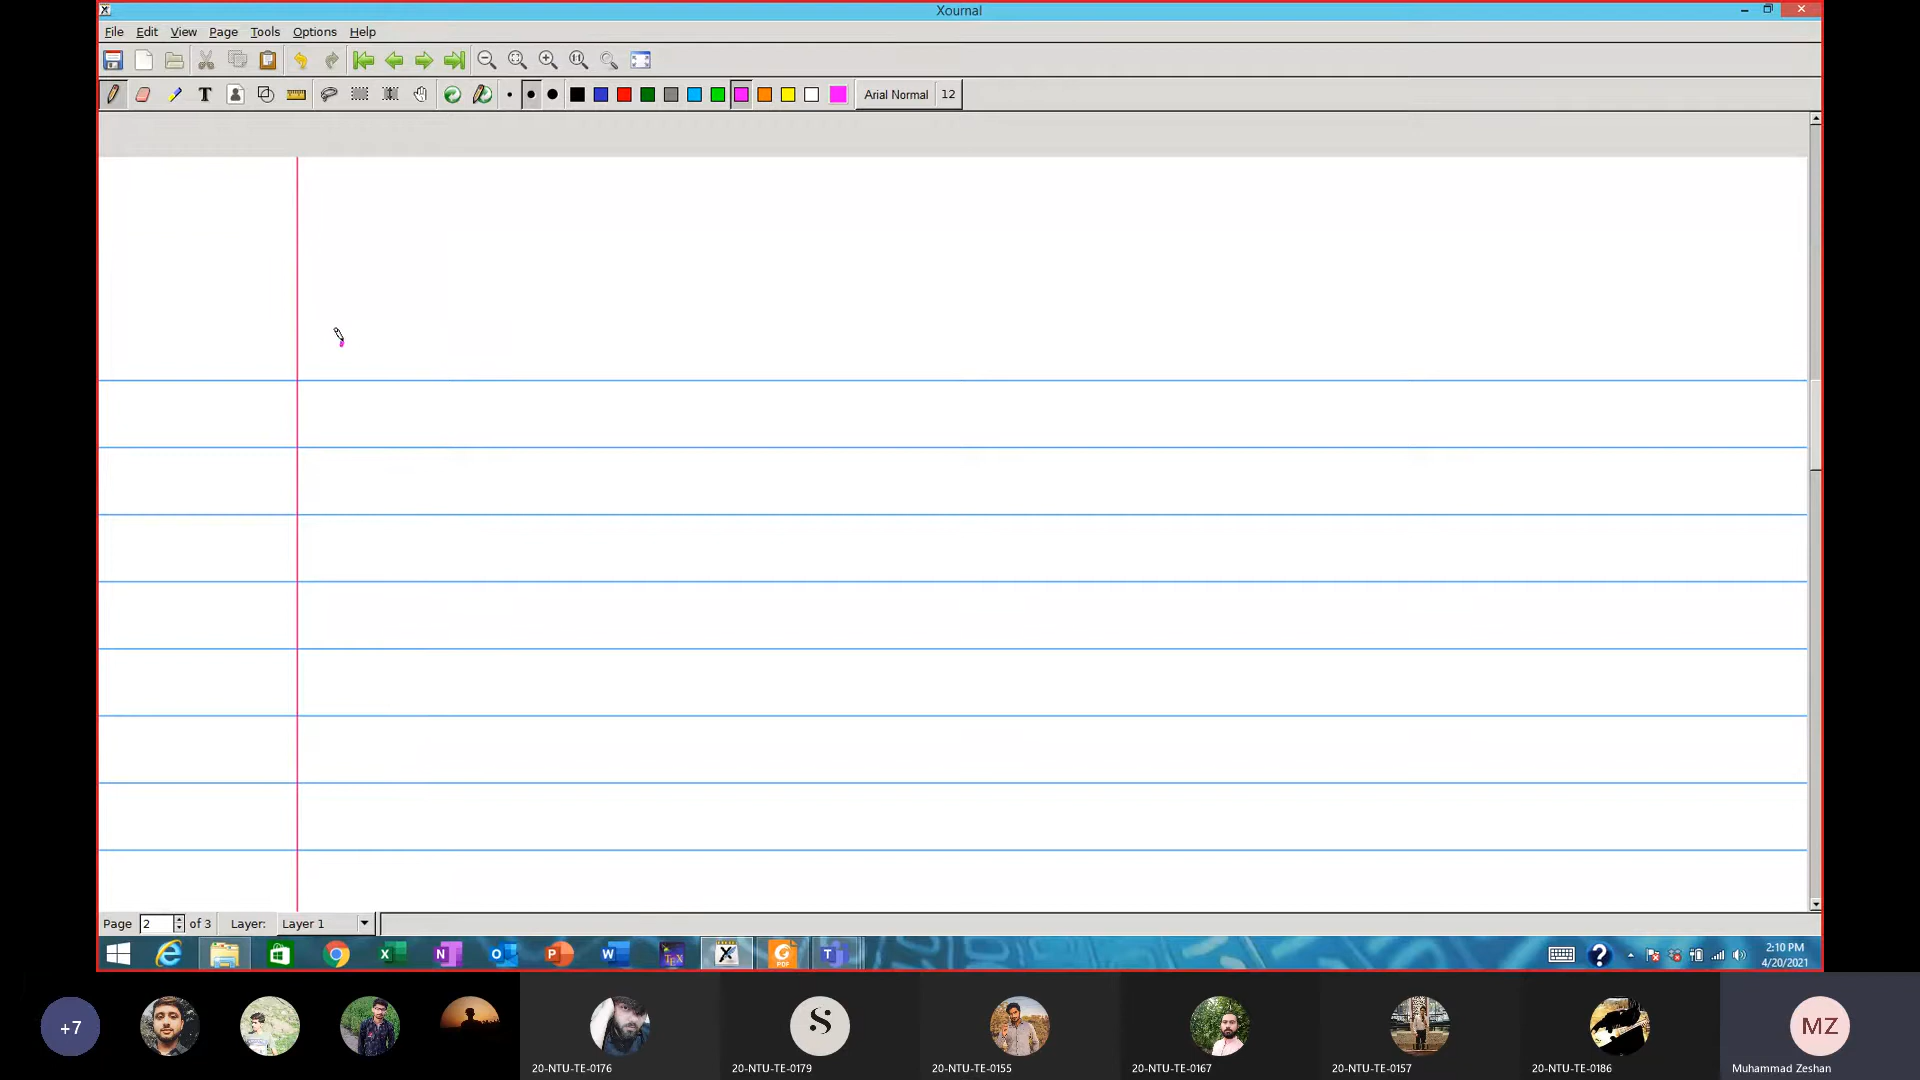 Xournal
File Edit View Page Tools Options Help
Arial Normal 12
Page 2 of 3 Layer: Layer 1
2:10 PM
4/20/2021
+7
S
MZ
20-NTU-TE-0176 20-NTU-TE-0179 20-NTU-TE-0155 20-NTU-TE-0167 20-NTU-TE-0157 20-NTU-TE-0186 Muhammad Zeshan